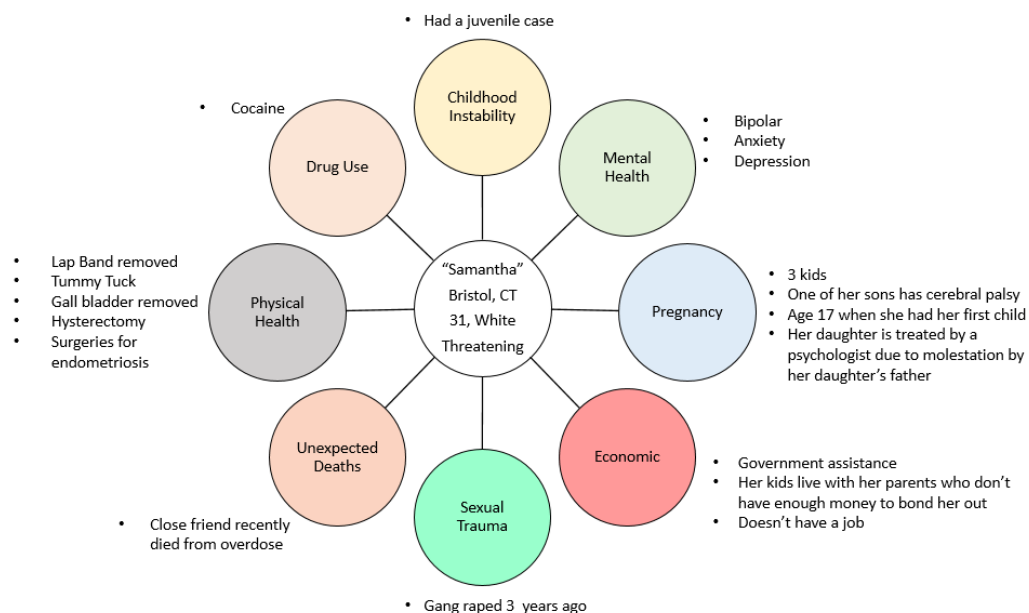 • Had a juvenile case
Childhood
Instability
• Cocaine
Drug Use
Mental
Health
• Bipolar
• Anxiety
• Depression
• Lap Band removed
• Tummy Tuck
• Gall bladder removed
• Hysterectomy
• Surgeries for
endometriosis
Physical
Health
“Samantha”
Bristol, CT
31, White
Threatening
Pregnancy
• 3 kids
• One of her sons has cerebral palsy
• Age 17 when she had her first child
• Her daughter is treated by a
psychologist due to molestation by
her daughter’s father
Unexpected
Deaths
• Close friend recently
died from overdose
Sexual
Trauma
• Gang raped 3 years ago
Economic
• Government assistance
• Her kids live with her parents who don’t
have enough money to bond her out
• Doesn’t have a job